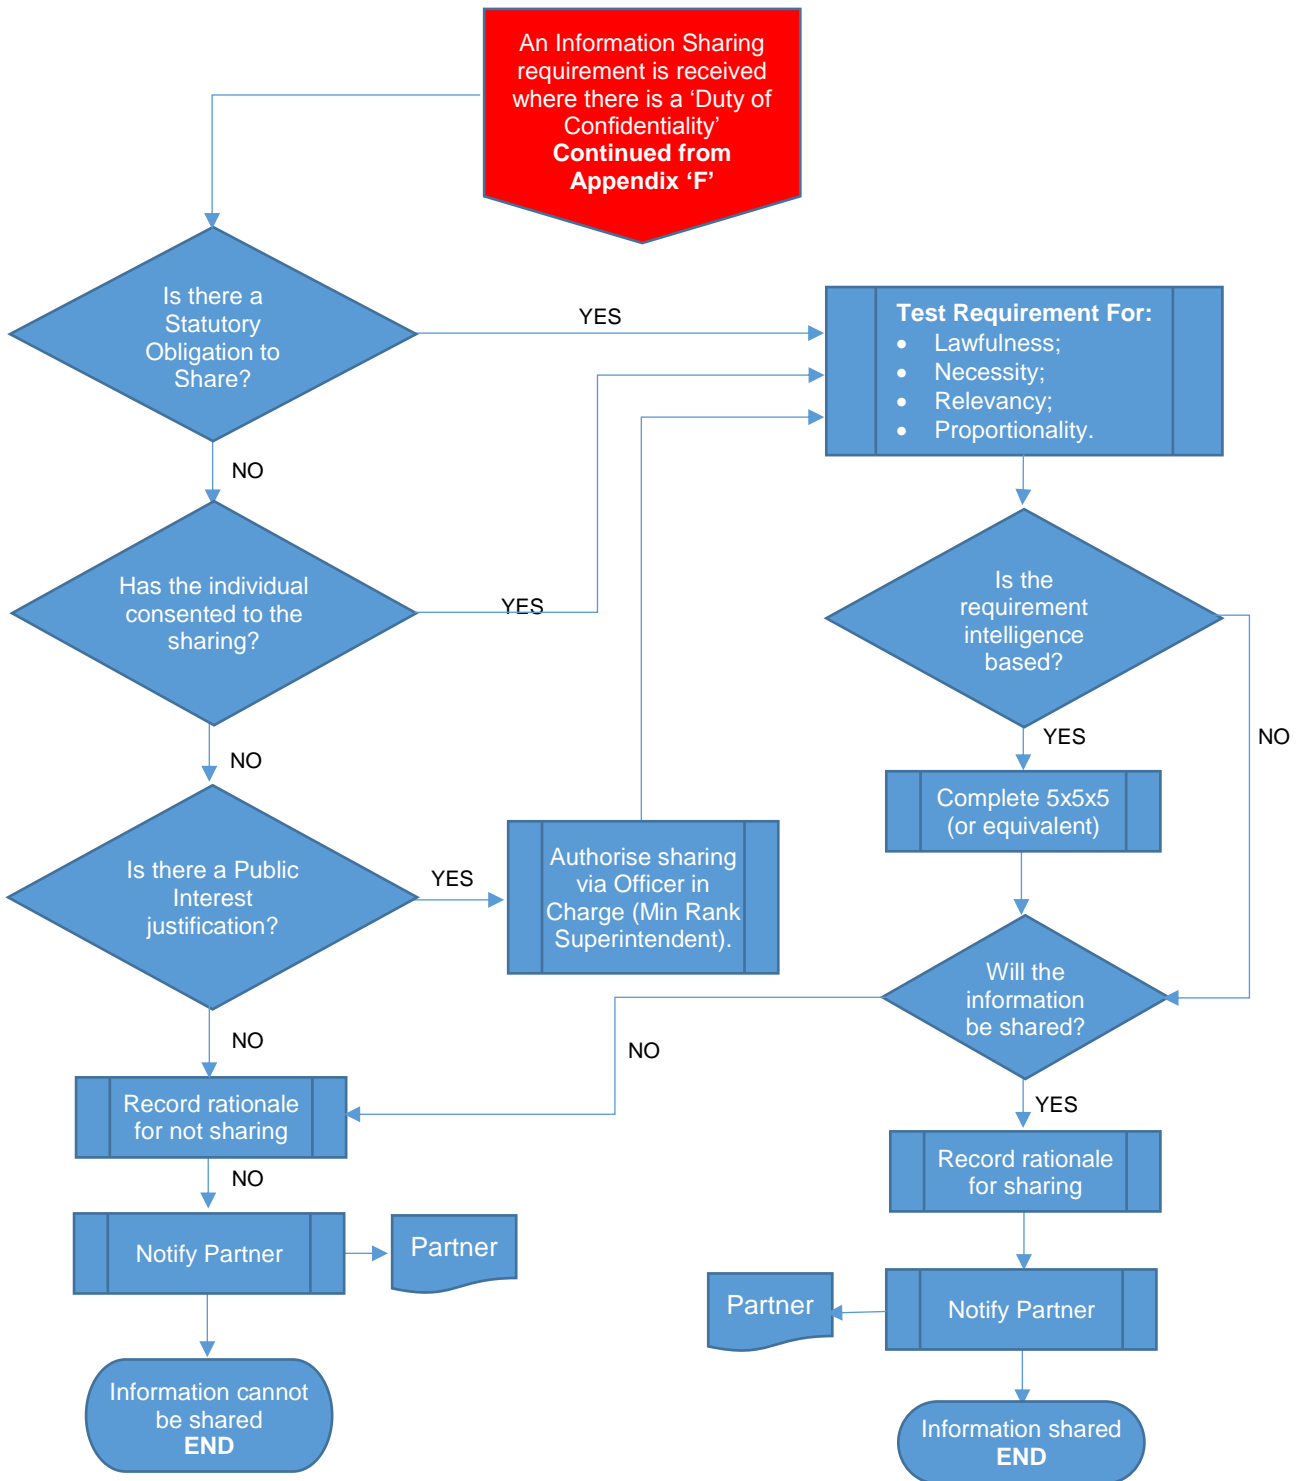 An Information Sharing
requirement is received
where there is a ‘Duty of
Confidentiality’
Continued from
Appendix ‘F’
Is there a
Statutory
Obligation to
Share?
YES
Test Requirement For:
• Lawfulness;
• Necessity;
• Relevancy;
• Proportionality.
NO
Has the individual
consented to the
sharing?
YES
Is the
requirement
intelligence
based?
YES
NO
NO
Complete 5x5x5
(or equivalent)
Is there a Public
Interest
justification?
YES
Authorise sharing
via Officer in
Charge (Min Rank
Superintendent).
Will the
information
be shared?
NO
NO
YES
Record rationale
for not sharing
Record rationale
for sharing
NO
Notify Partner
Partner
Partner
Notify Partner
Information cannot
be shared
END
Information shared
END